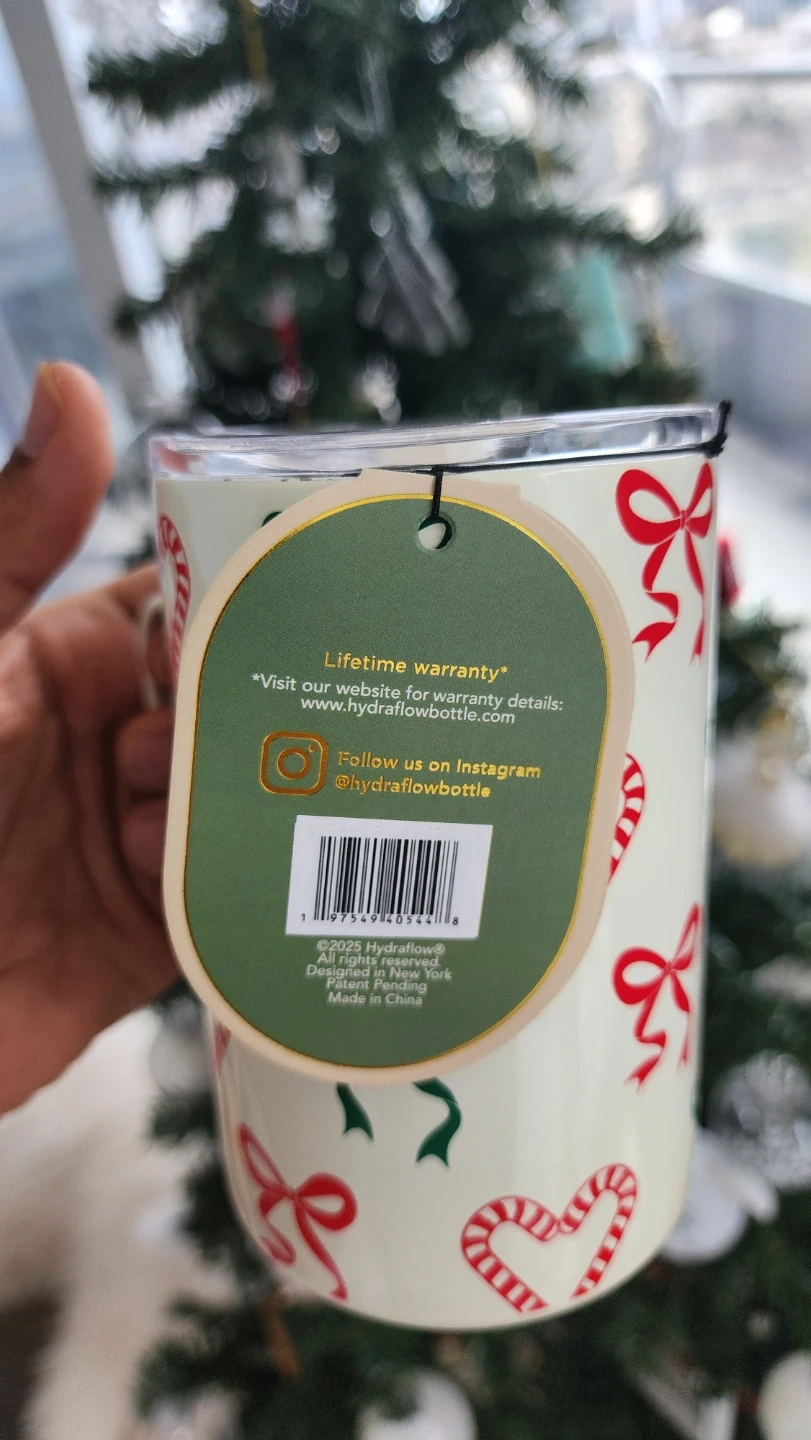 Lifetime warranty*
*Visit our website for warranty details:
www.hydraflowbottle.com
Follow us on Instagram
@hydraflowbottle
1 97549 40544 8
©2025 Hydraflow®
All rights reserved.
Designed in New York
Patent Pending
Made in China